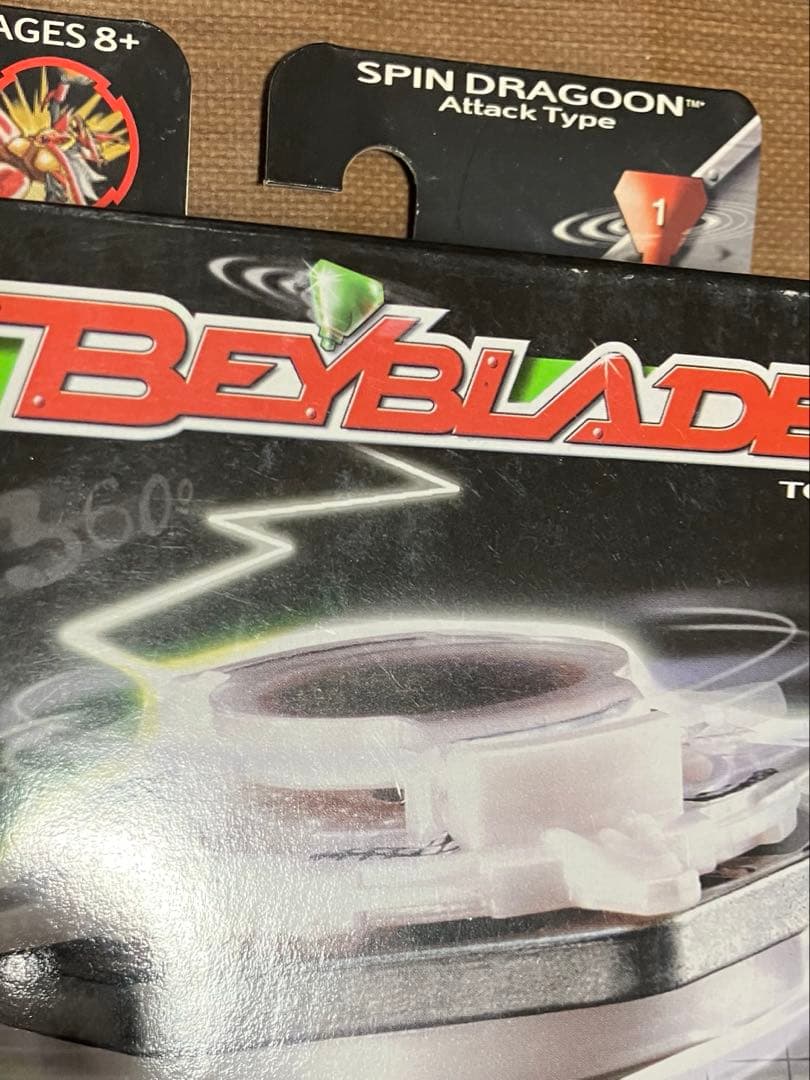 AGES 8+
SPIN DRAGOON™
Attack Type
1
BEYBLADE
360°